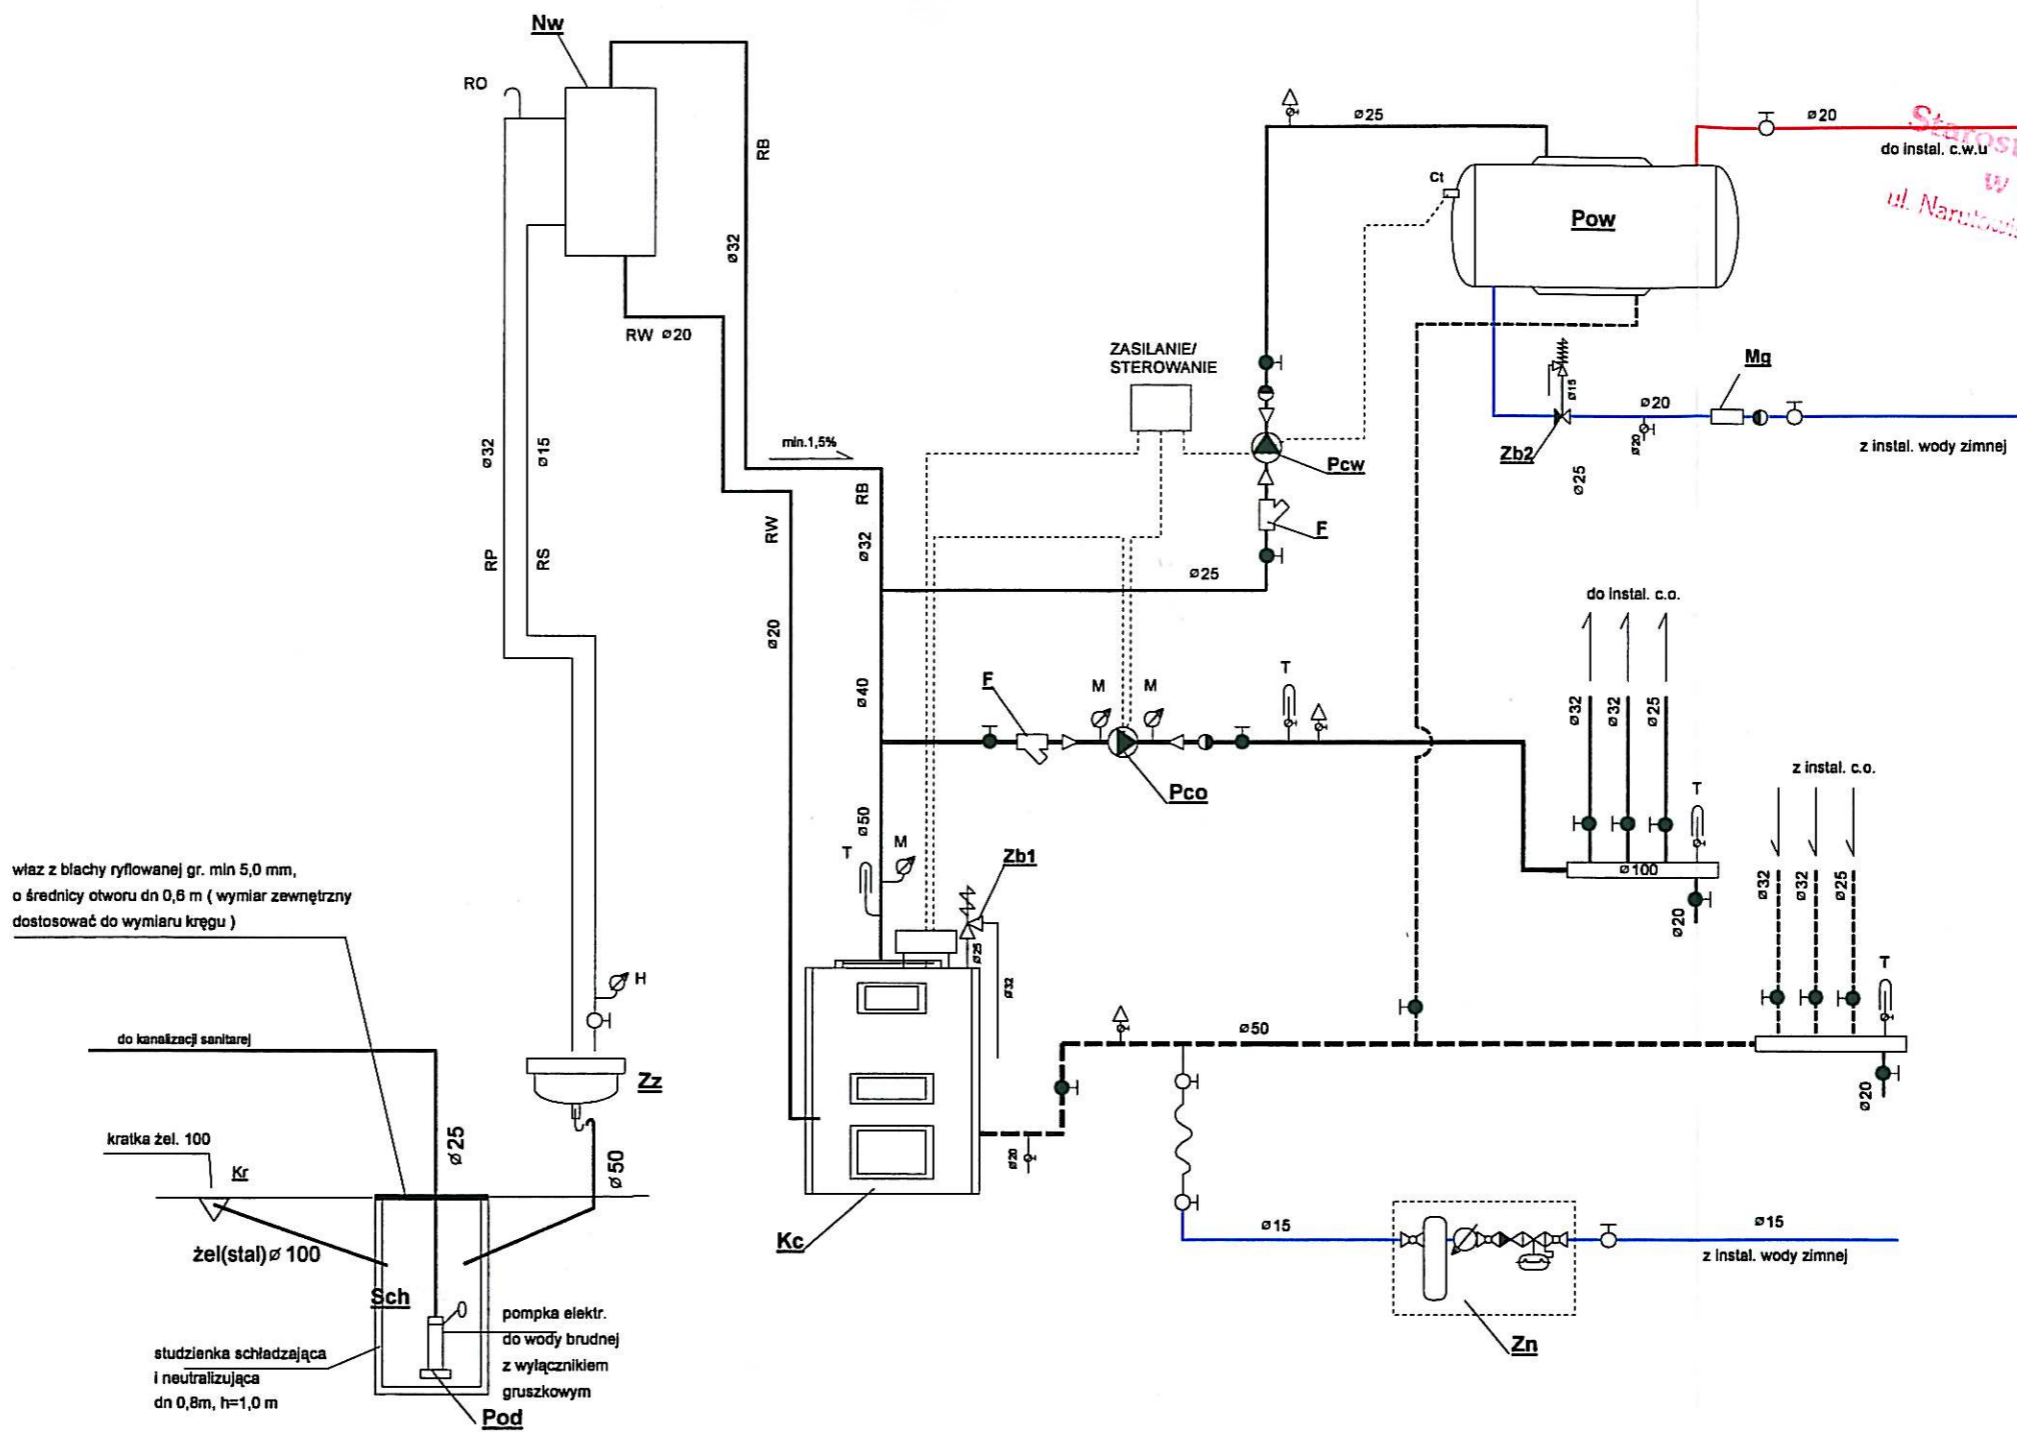 Nw
RO
RB
ø32
RW ø20
ø32
ø15
RP
RS
min.1,5%
RB
ø32
RW
ø20
ø40
ø50
ZASILANIE/
STEROWANIE
ø25
Ct
Pow
ø20
do instal. c.w.u
Staros
w
ul.
Mg
ø15
ø20
ø20
Zb2
ø25
z instal. wody zimnej
Pcw
F
ø25
do instal. c.o.
ø32
ø32
ø25
T
ø100
ø20
z instal. c.o.
ø32
ø32
ø25
T
ø20
F
M
M
T
Pco
T
M
Zb1
ø25
ø32
ø50
ø20
Kc
ø15
ø15
z instal. wody zimnej
Zn
właz z blachy ryflowanej gr. min 5,0 mm,
o średnicy otworu dn 0,6 m ( wymiar zewnętrzny
dostosować do wymiaru kręgu )
H
do kanalizacji sanitarej
Zz
kratka żel. 100
Kr
ø25
ø50
żel(stal)ø 100
Sch
studzienka schładzająca
i neutralizująca
dn 0,8m, h=1,0 m
pompka elektr.
do wody brudnej
z wyłącznikiem
gruszkowym
Pod